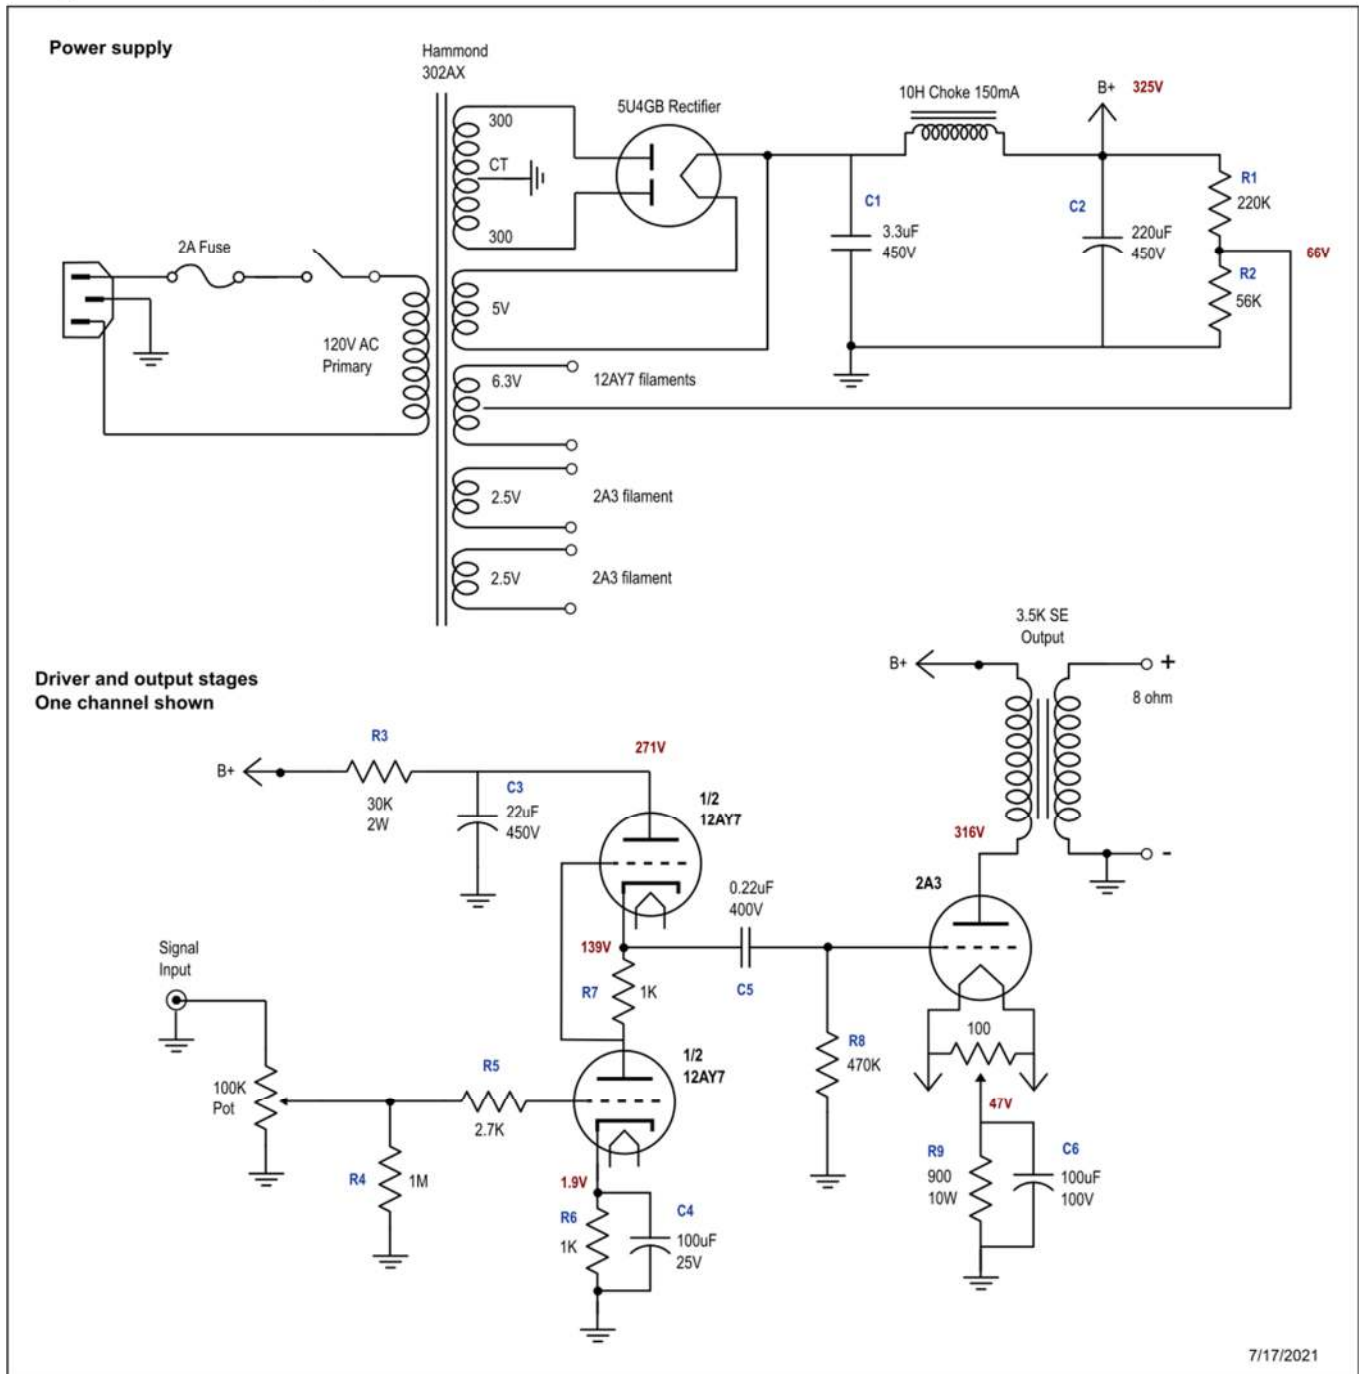 Power supply
Hammond
302AX
300
CT
300
5U4GB Rectifier
10H Choke 150mA
B+
325V
C1
3.3uF
450V
C2
220uF
450V
R1
220K
66V
R2
56K
2A Fuse
120V AC
Primary
5V
6.3V
12AY7 filaments
2.5V
2A3 filament
2.5V
2A3 filament
Driver and output stages
One channel shown
3.5K SE
Output
B+
+
8 ohm
-
316V
2A3
B+
R3
30K
2W
C3
22uF
450V
271V
1/2
12AY7
139V
R7
1K
0.22uF
400V
C5
R8
470K
Signal
Input
100K
Pot
R4
1M
R5
2.7K
1/2
12AY7
1.9V
R6
1K
C4
100uF
25V
100
47V
R9
900
10W
C6
100uF
100V
7/17/2021